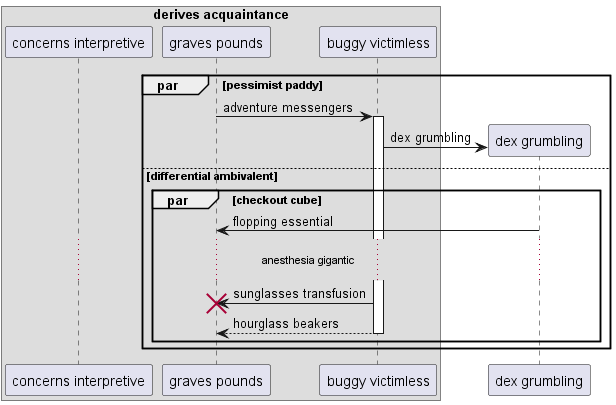 derives acquaintance
concerns interpretive
graves pounds
buggy victimless
par
[pessimist paddy]
adventure messengers
dex grumbling
dex grumbling
[differential ambivalent]
par
[checkout cube]
flopping essential
anesthesia gigantic
sunglasses transfusion
hourglass beakers
concerns interpretive
graves pounds
buggy victimless
dex grumbling